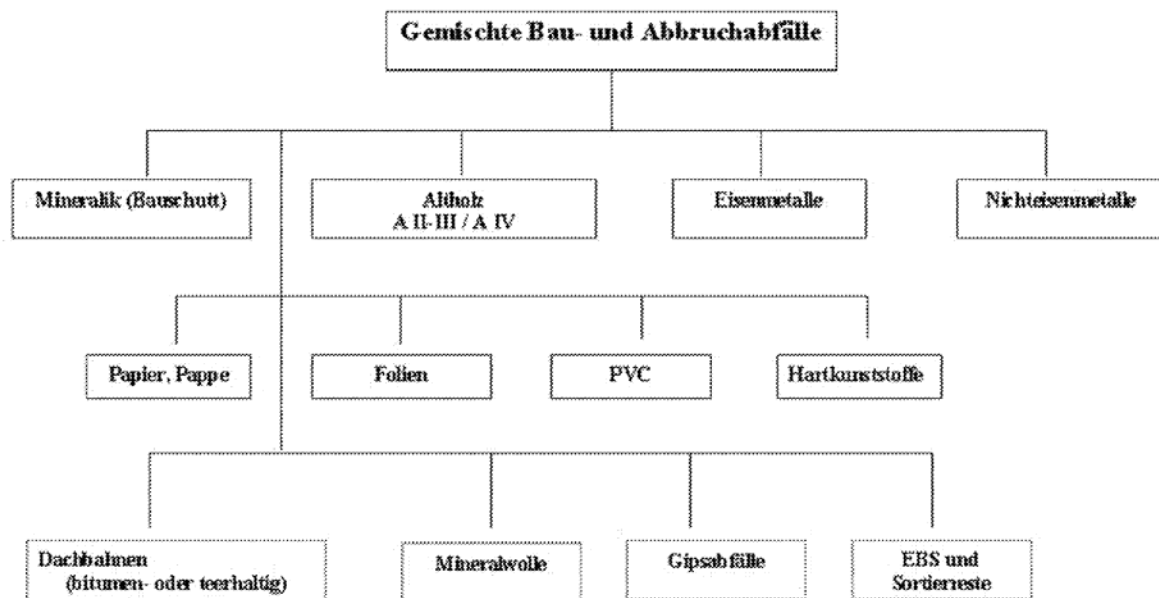 Gemischte Bau- und Abbruchabfälle
Mineralik (Bauschutt)
Altholz
A II-III / A IV
Eisenmetalle
Nichteisenmetalle
Papier, Pappe
Folien
PVC
Hartkunststoffe
Dachbahnen
(bitumen- oder teerhaltig)
Mineralwolle
Gipsabfälle
EBS und
Sortierreste